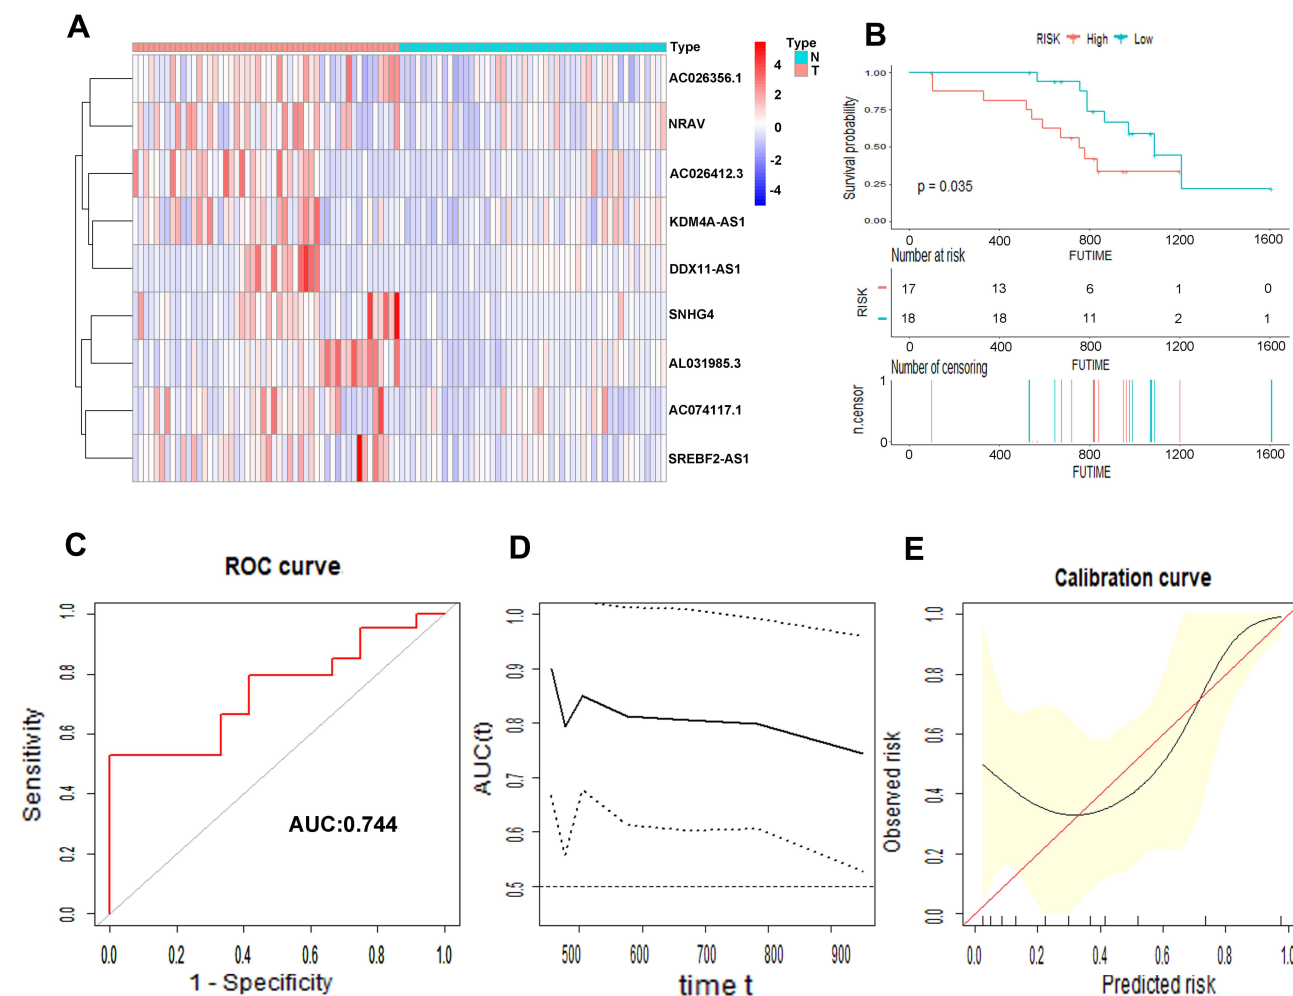 A
Type
AC026356.1
NRAV
AC026412.3
KDM4A-AS1
DDX11-AS1
SNHG4
AL031985.3
AC074117.1
SREBF2-AS1
4
2
0
-2
-4
Type
N
T
B
RISK High Low
Survival probability
1.00
0.75
0.50
0.25
0.00
p = 0.035
0 400 800 1200 1600
FUTIME
Number at risk
RISK
17 13 6 1 0
18 18 11 2 1
0 400 800 1200 1600
FUTIME
Number of censoring
n.censor
1
0
0 400 800 1200 1600
FUTIME
C
ROC curve
Sensitivity
1.0
0.8
0.6
0.4
0.2
0.0
AUC:0.744
0.0 0.2 0.4 0.6 0.8 1.0
1 - Specificity
D
AUC(t)
1.0
0.9
0.8
0.7
0.6
0.5
500 600 700 800 900
time t
E
Calibration curve
Observed risk
1.0
0.8
0.6
0.4
0.2
0.0
0.0 0.2 0.4 0.6 0.8 1.0
Predicted risk